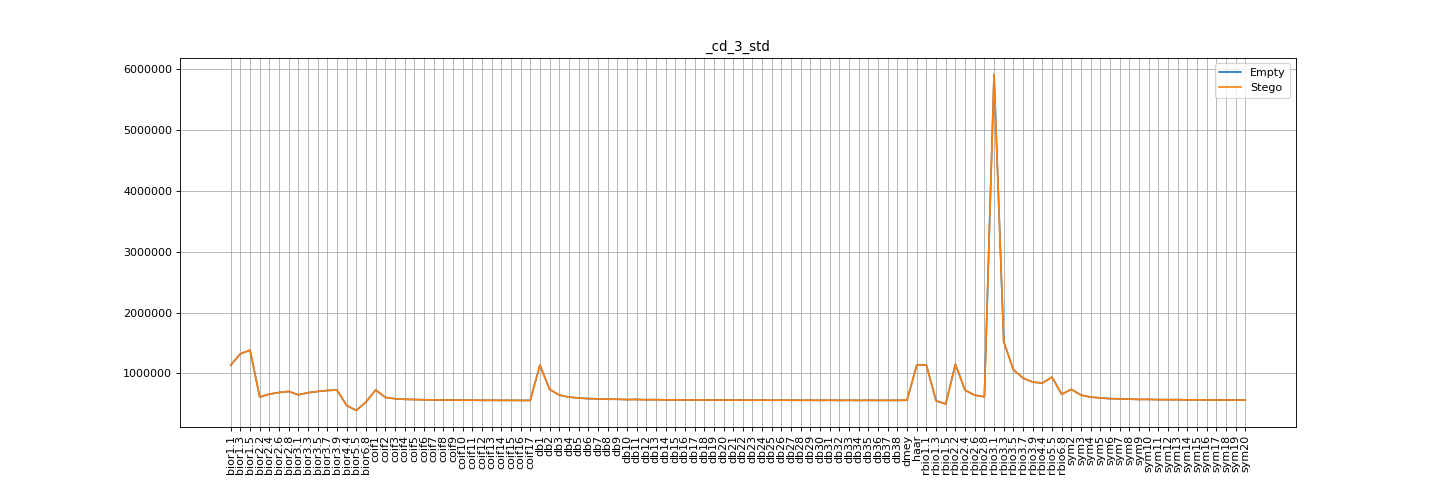 _cd_3_std
Empty
Stego
6000000
5000000
4000000
3000000
2000000
1000000
bior1.1
bior1.3
bior1.5
bior2.2
bior2.4
bior2.6
bior2.8
bior3.1
bior3.3
bior3.5
bior3.7
bior3.9
bior4.4
bior5.5
bior6.8
coif1
coif2
coif3
coif4
coif5
coif6
coif7
coif8
coif9
coif10
coif11
coif12
coif13
coif14
coif15
coif16
coif17
db1
db2
db3
db4
db5
db6
db7
db8
db9
db10
db11
db12
db13
db14
db15
db16
db17
db18
db19
db20
db21
db22
db23
db24
db25
db26
db27
db28
db29
db30
db31
db32
db33
db34
db35
db36
db37
db38
dmey
haar
rbio1.1
rbio1.3
rbio1.5
rbio2.2
rbio2.4
rbio2.6
rbio2.8
rbio3.1
rbio3.3
rbio3.5
rbio3.7
rbio3.9
rbio4.4
rbio5.5
rbio6.8
sym2
sym3
sym4
sym5
sym6
sym7
sym8
sym9
sym10
sym11
sym12
sym13
sym14
sym15
sym16
sym17
sym18
sym19
sym20